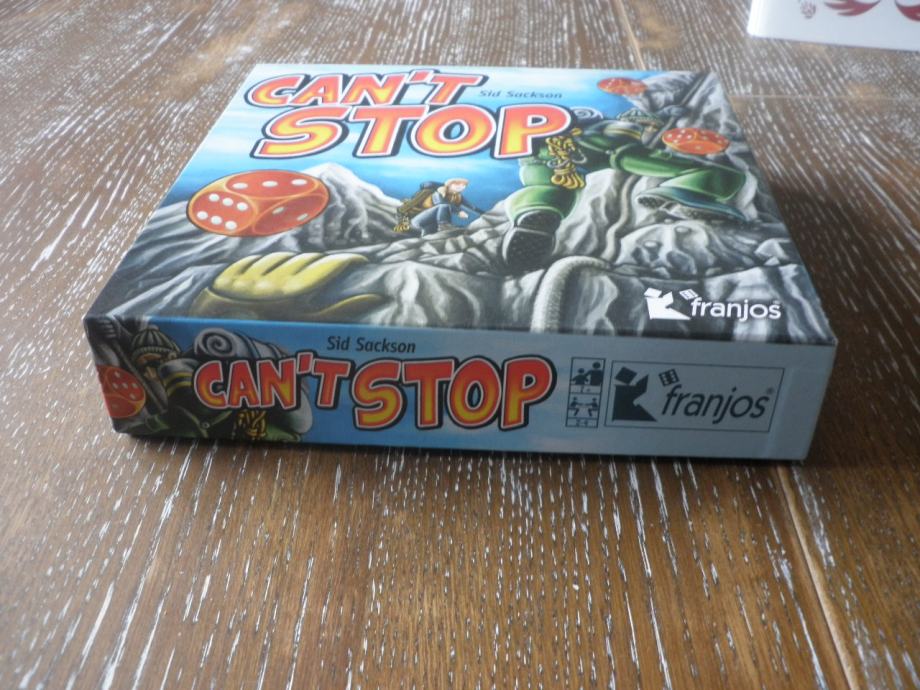 CAN'T
Sid Sackson
STOP
franjos®
Sid Sackson
CAN'T STOP
franjos®